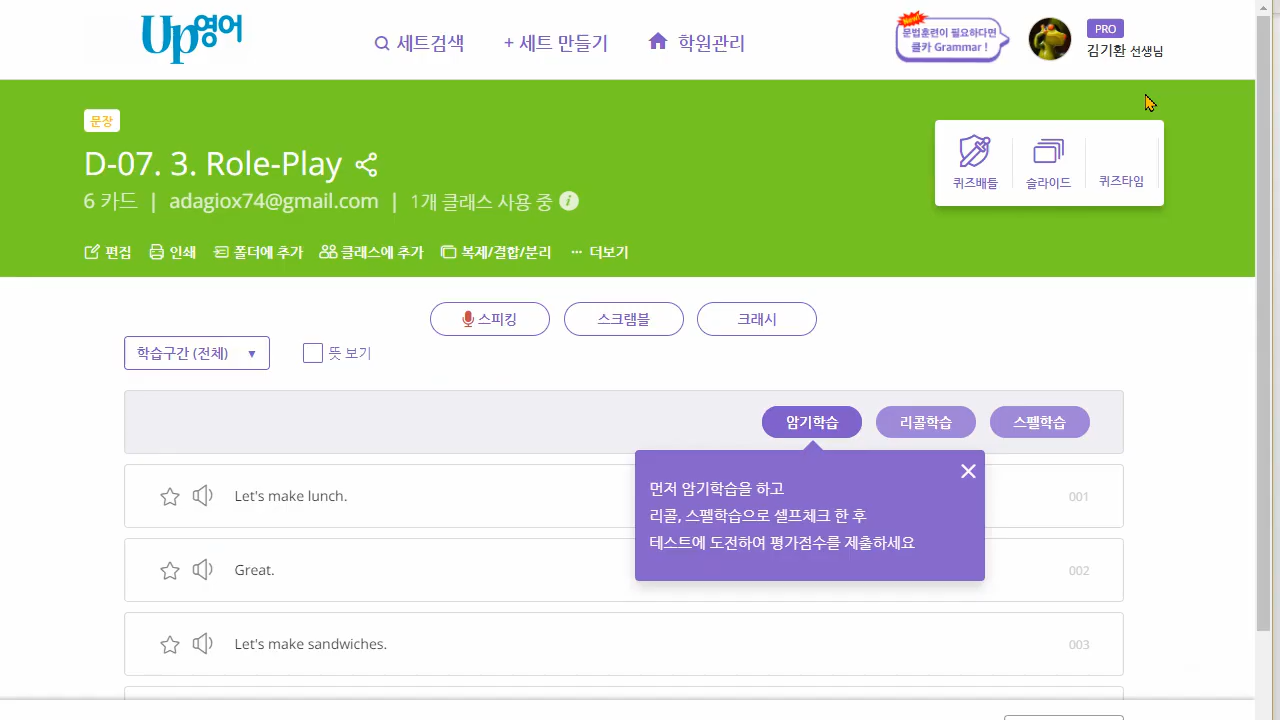 Up영어
세트검색
+ 세트 만들기
학원관리
New!
문법훈련이 필요하다면
클카 Grammar !
PRO
김기환 선생님
문장
D-07. 3. Role-Play
6 카드 | adagiox74@gmail.com | 1개 클래스 사용 중
편집
인쇄
폴더에 추가
클래스에 추가
복제/결합/분리
··· 더보기
퀴즈배틀
슬라이드
퀴즈타임
스피킹
스크램블
크래시
학습구간 (전체) ▼
뜻 보기
암기학습
리콜학습
스펠학습
먼저 암기학습을 하고
리콜, 스펠학습으로 셀프체크 한 후
테스트에 도전하여 평가점수를 제출하세요
Let's make lunch. 001
Great. 002
Let's make sandwiches. 003